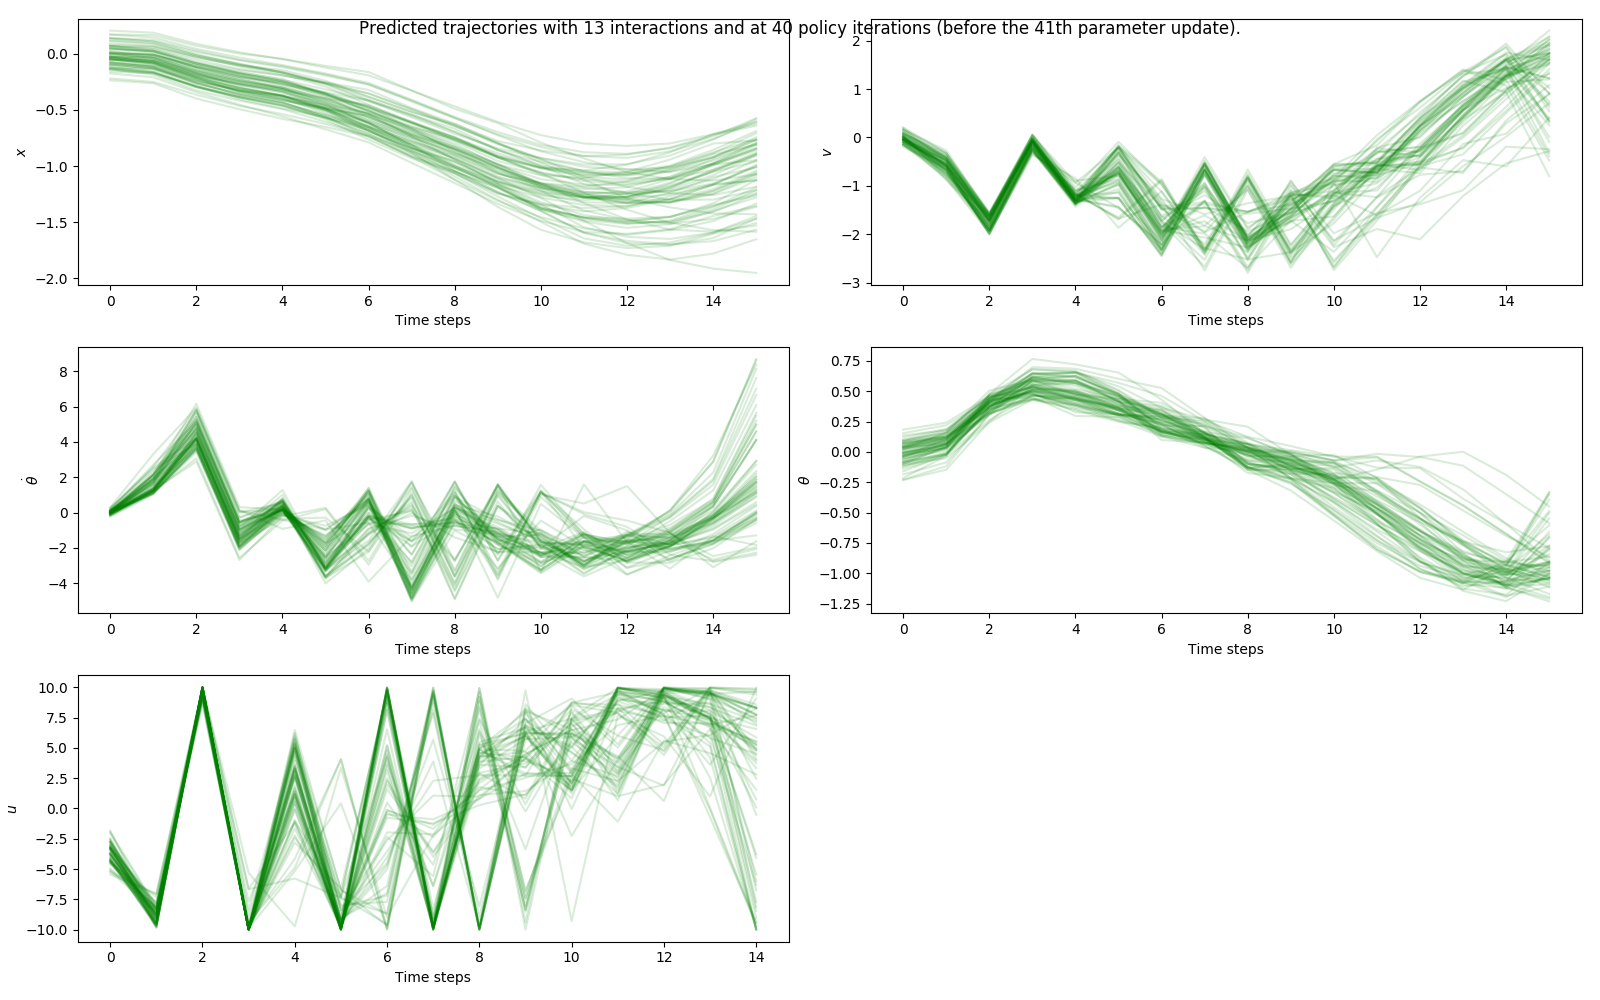 Predicted trajectories with 13 interactions and at 40 policy iterations (before the 41th parameter update).
0.0
−0.5
−1.0
−1.5
−2.0
x
0 2 4 6 8 10 12 14
Time steps
2
1
0
−1
−2
−3
v
0 2 4 6 8 10 12 14
Time steps
8
6
4
2
0
−2
−4
θ̇
0 2 4 6 8 10 12 14
Time steps
0.75
0.50
0.25
0.00
−0.25
−0.50
−0.75
−1.00
−1.25
θ
0 2 4 6 8 10 12 14
Time steps
10.0
7.5
5.0
2.5
0.0
−2.5
−5.0
−7.5
−10.0
u
0 2 4 6 8 10 12 14
Time steps